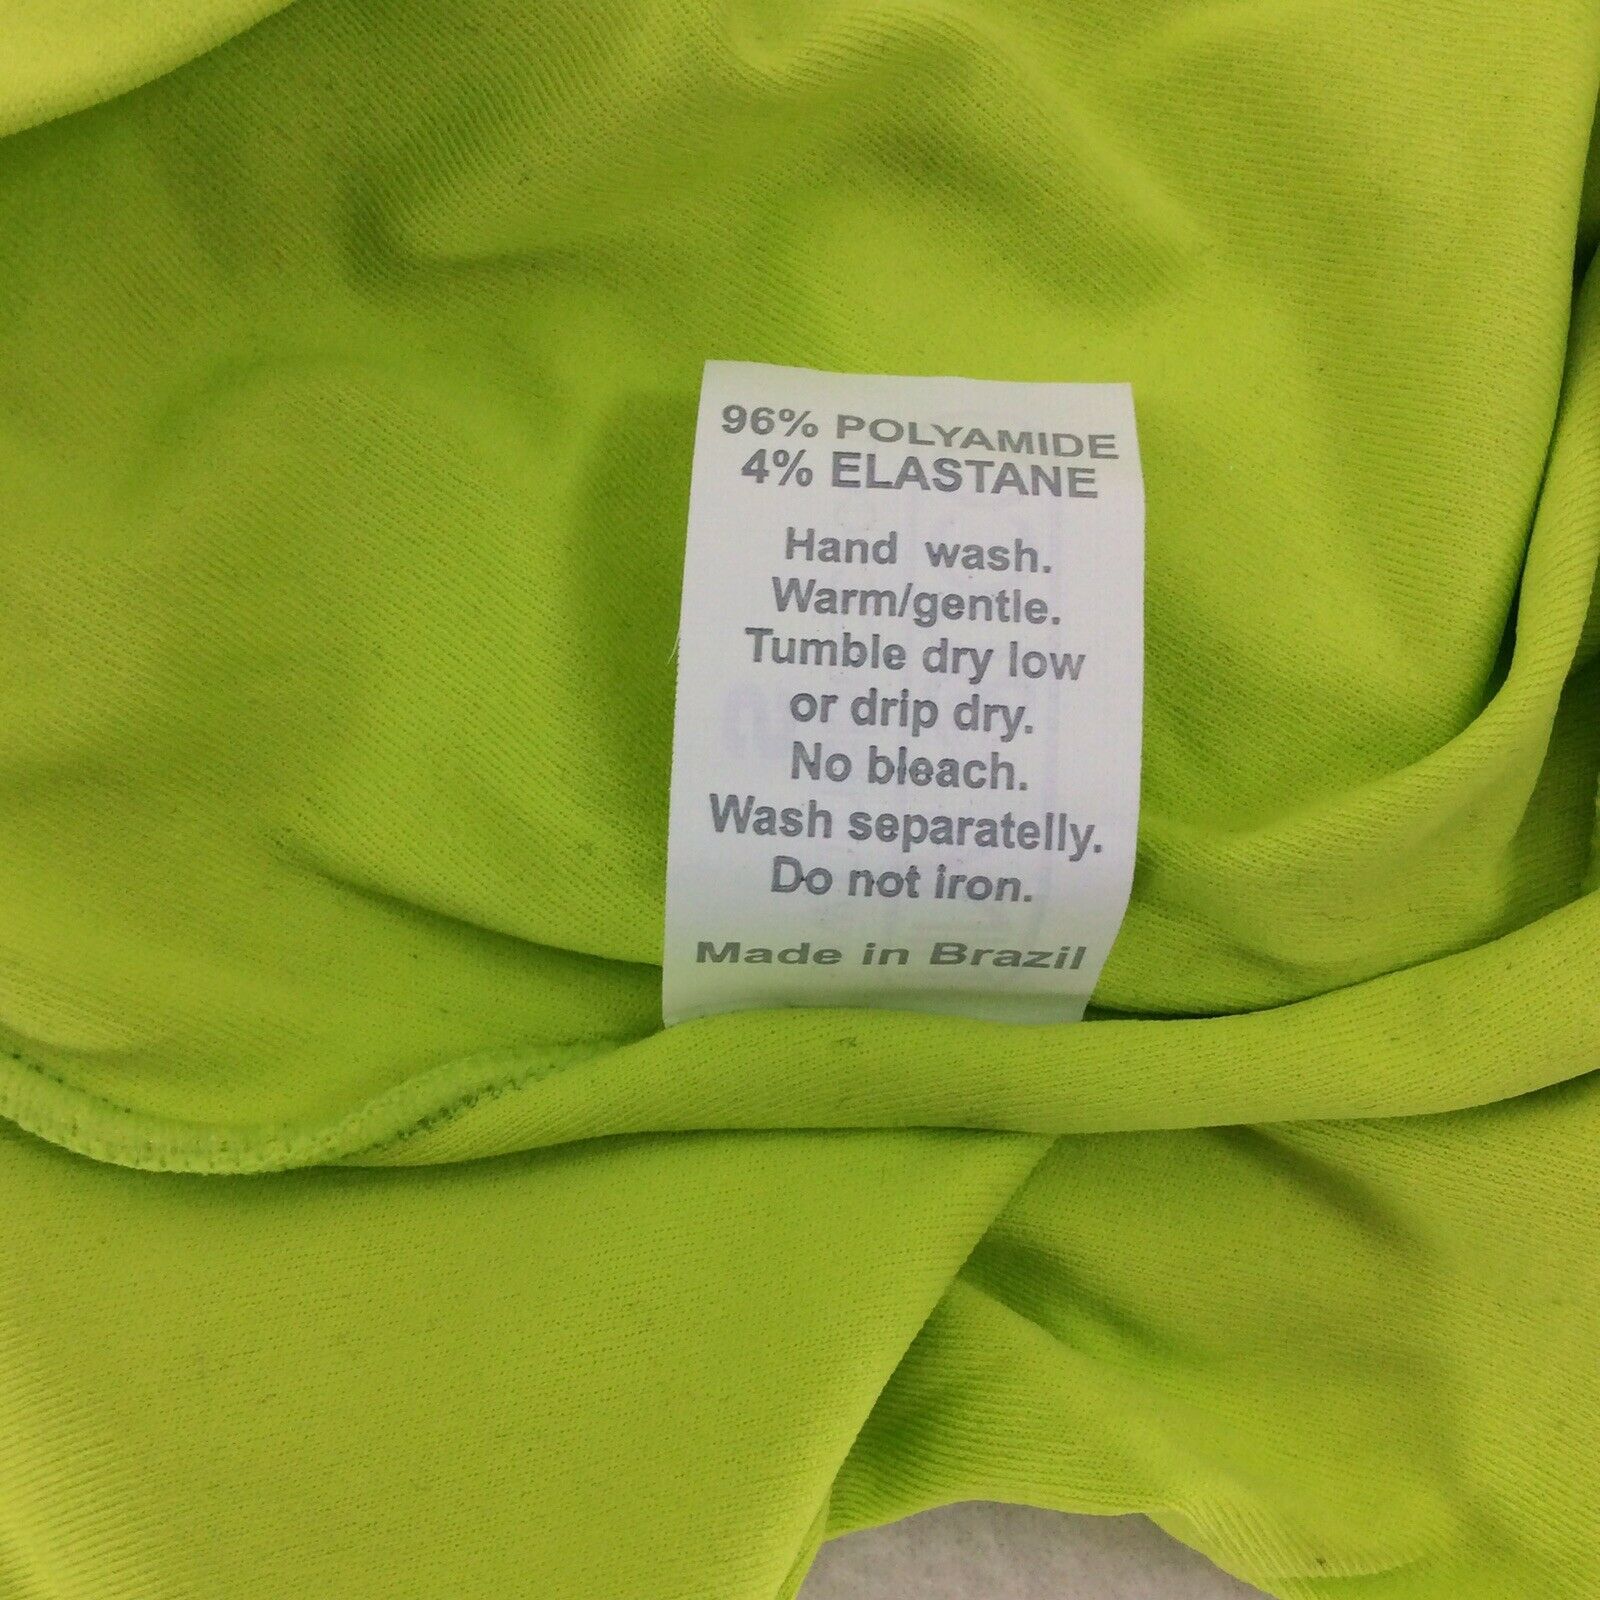 96% POLYAMIDE
4% ELASTANE
Hand wash.
Warm/gentle.
Tumble dry low
or drip dry.
No bleach.
Wash separatelly.
Do not iron.
Made in Brazil